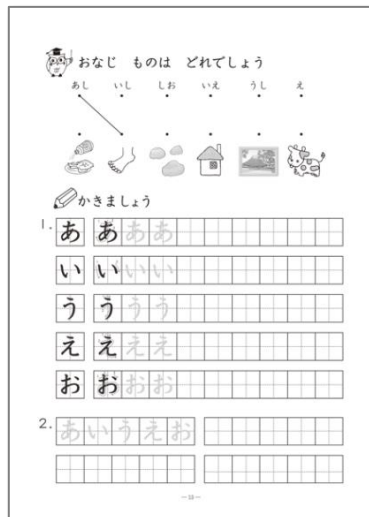 おなじ ものは どれでしょう
あし いし しお いえ うし え
かきましょう
1. あ あ あ あ
い い い い
う う う う
え え え え
お お お お
2. あ い う え お